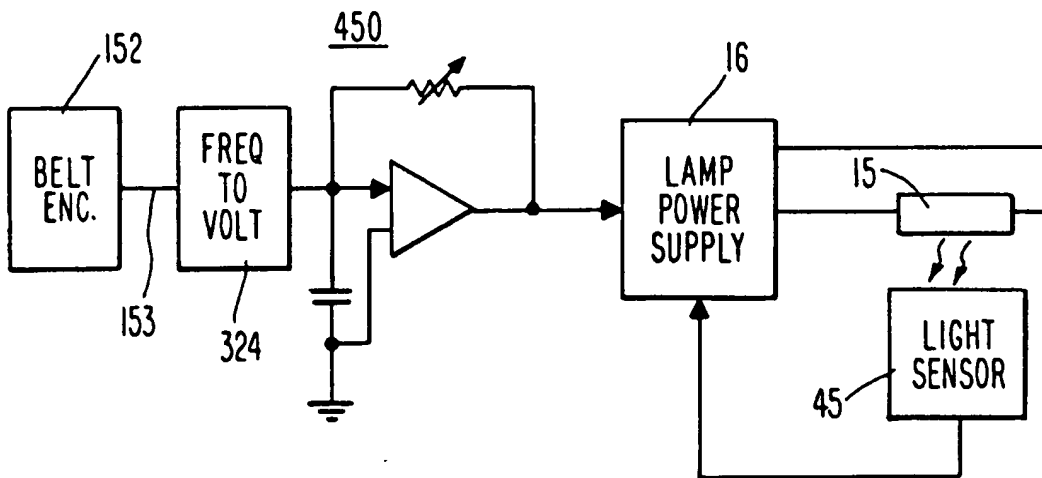 450
152
BELT
ENC.
153
FREQ
TO
VOLT
324
16
LAMP
POWER
SUPPLY
15
LIGHT
SENSOR
45